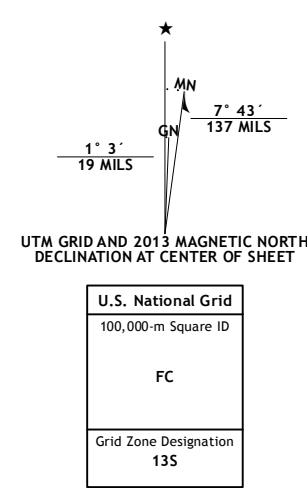 ★
MN
7° 43´
137 MILS
GN
1° 3´
19 MILS
UTM GRID AND 2013 MAGNETIC NORTH
DECLINATION AT CENTER OF SHEET
U.S. National Grid
100,000-m Square ID
FC
Grid Zone Designation
13S